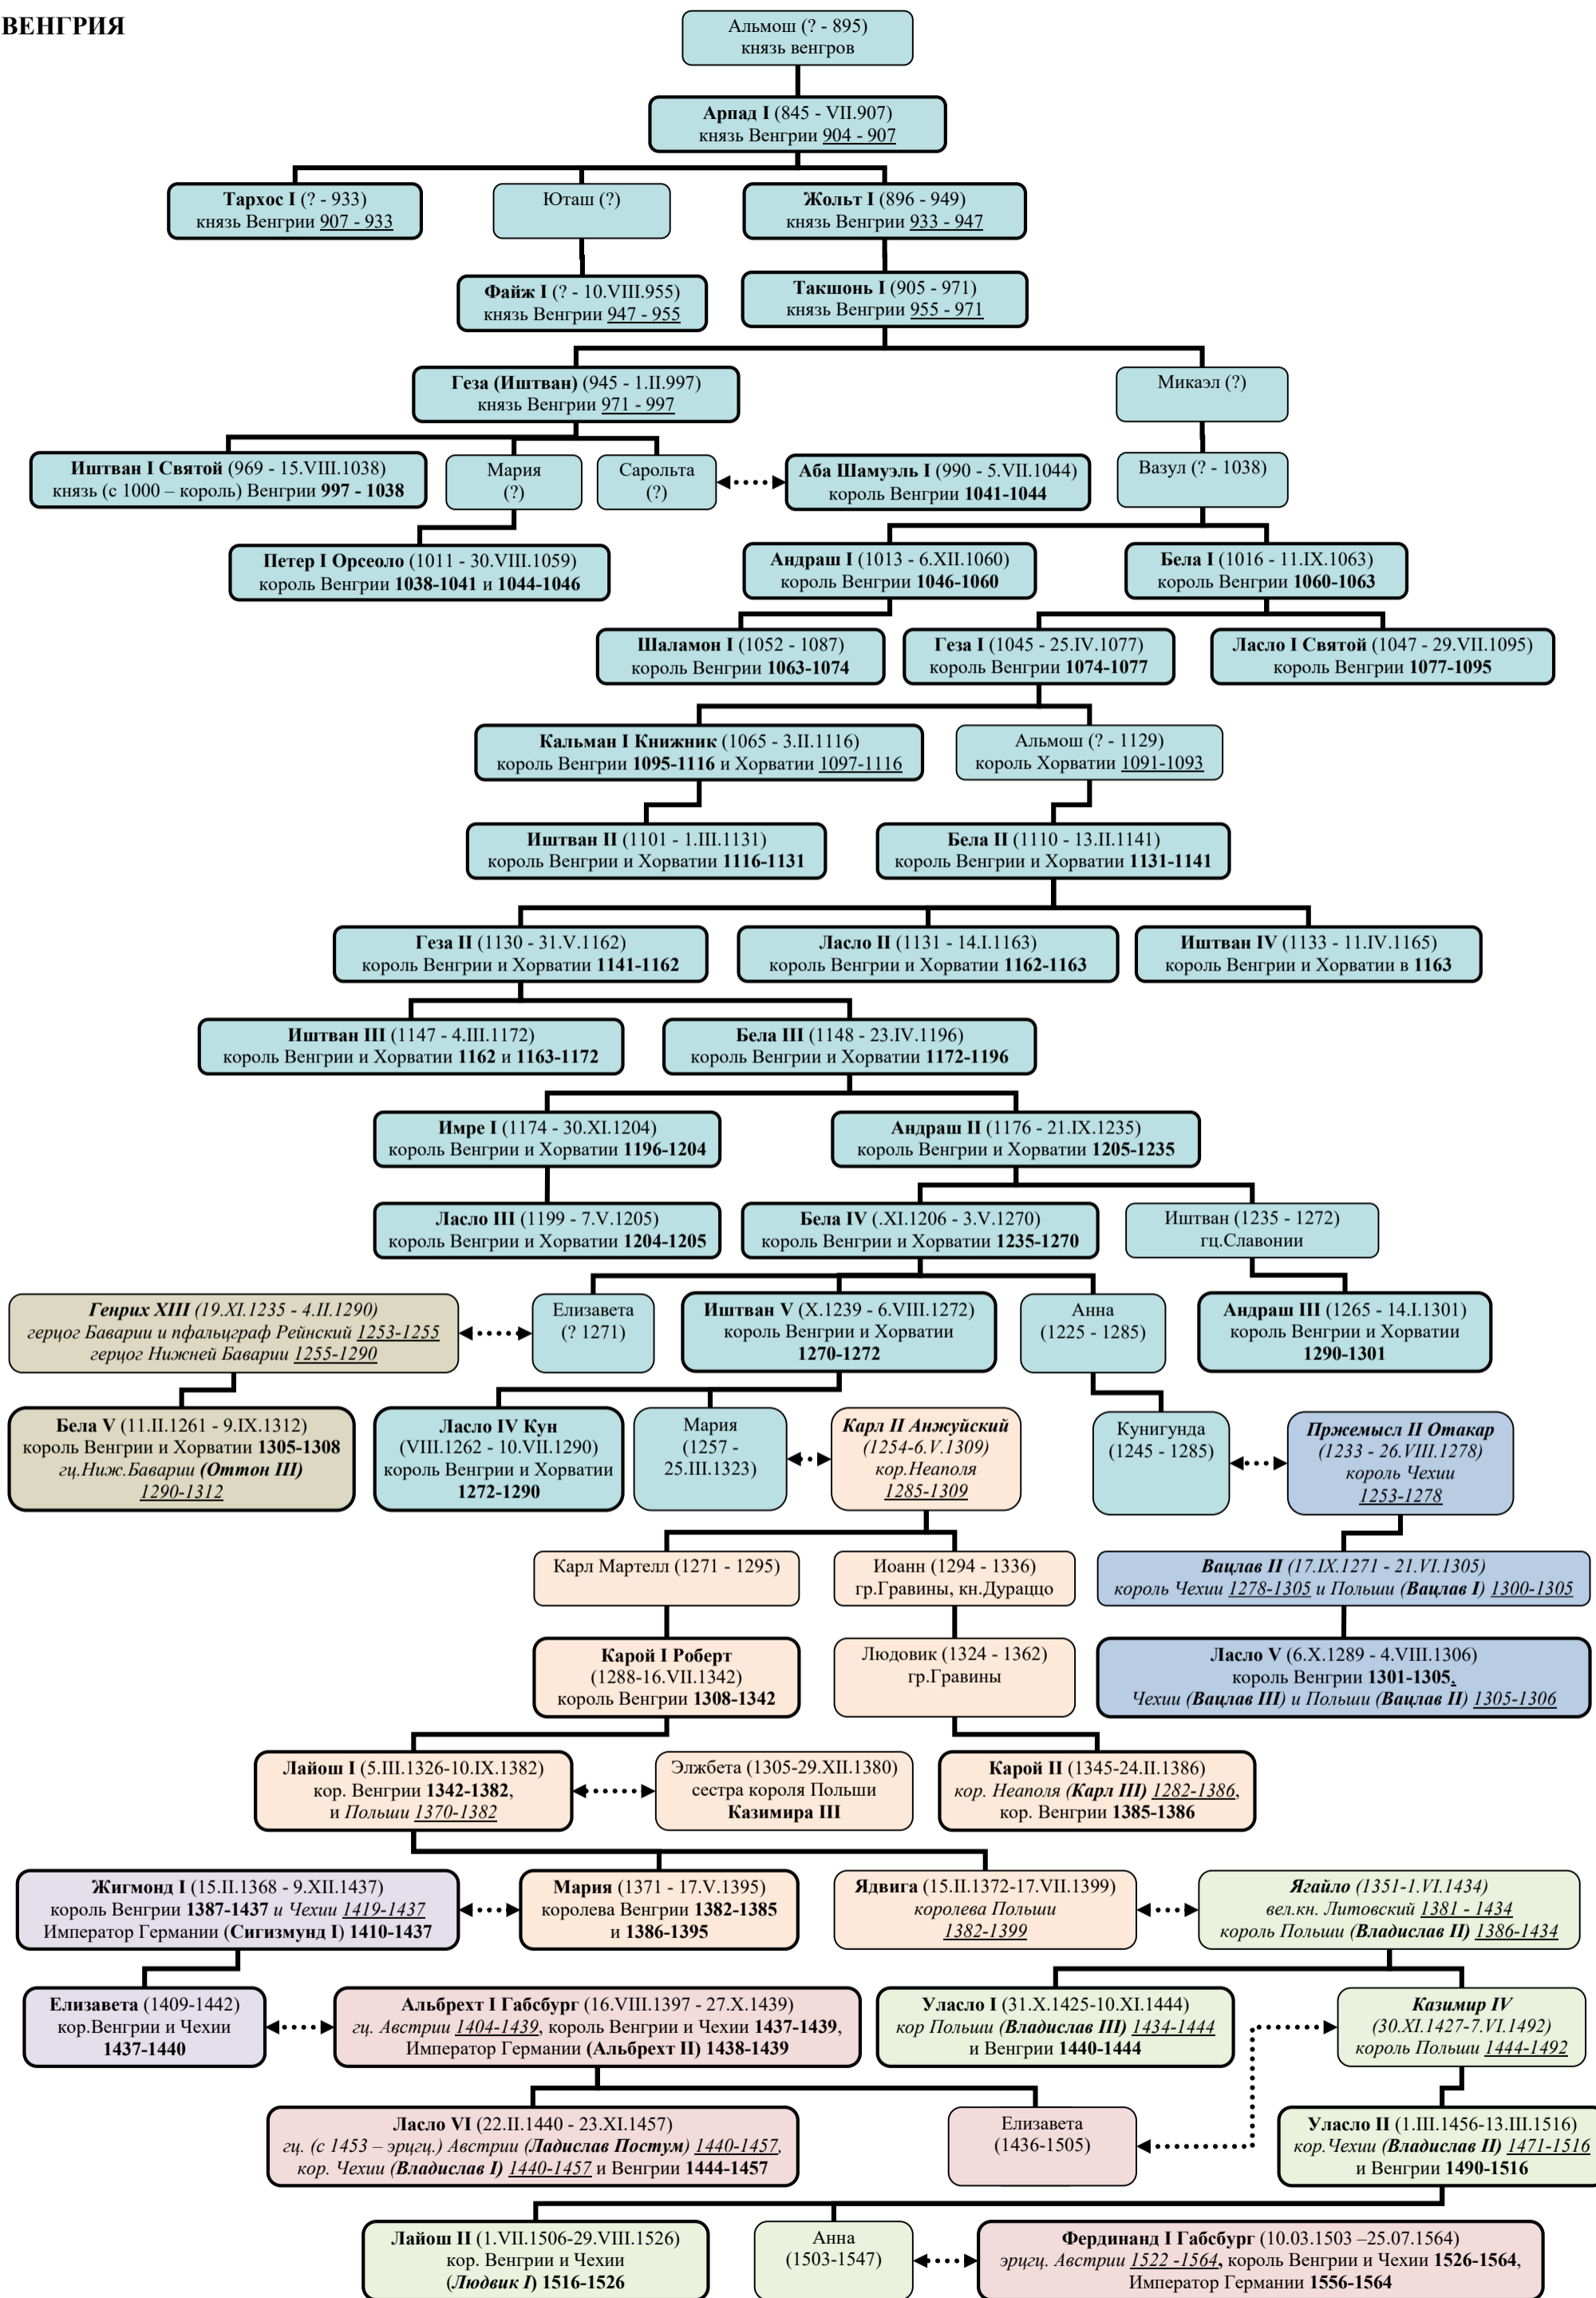 ВЕНГРИЯ
Альмош (? - 895)
князь венгров
Арпад I (845 - VII.907)
князь Венгрии 904 - 907
Тархос I (? - 933)
князь Венгрии 907 - 933
Юташ (?)
Жольт I (896 - 949)
князь Венгрии 933 - 947
Файж I (? - 10.VIII.955)
князь Венгрии 947 - 955
Такшонь I (905 - 971)
князь Венгрии 955 - 971
Геза (Иштван) (945 - 1.II.997)
князь Венгрии 971 - 997
Микаэл (?)
Иштван I Святой (969 - 15.VIII.1038)
князь (с 1000 – король) Венгрии 997 - 1038
Мария
(?)
Сарольта
(?)
Аба Шамуэль I (990 - 5.VII.1044)
король Венгрии 1041-1044
Вазул (? - 1038)
Петер I Орсеоло (1011 - 30.VIII.1059)
король Венгрии 1038-1041 и 1044-1046
Андраш I (1013 - 6.XII.1060)
король Венгрии 1046-1060
Бела I (1016 - 11.IX.1063)
король Венгрии 1060-1063
Шаламон I (1052 - 1087)
король Венгрии 1063-1074
Геза I (1045 - 25.IV.1077)
король Венгрии 1074-1077
Ласло I Святой (1047 - 29.VII.1095)
король Венгрии 1077-1095
Кальман I Книжник (1065 - 3.II.1116)
король Венгрии 1095-1116 и Хорватии 1097-1116
Альмош (? - 1129)
король Хорватии 1091-1093
Иштван II (1101 - 1.III.1131)
король Венгрии и Хорватии 1116-1131
Бела II (1110 - 13.II.1141)
король Венгрии и Хорватии 1131-1141
Геза II (1130 - 31.V.1162)
король Венгрии и Хорватии 1141-1162
Ласло II (1131 - 14.I.1163)
король Венгрии и Хорватии 1162-1163
Иштван IV (1133 - 11.IV.1165)
король Венгрии и Хорватии в 1163
Иштван III (1147 - 4.III.1172)
король Венгрии и Хорватии 1162 и 1163-1172
Бела III (1148 - 23.IV.1196)
король Венгрии и Хорватии 1172-1196
Имре I (1174 - 30.XI.1204)
король Венгрии и Хорватии 1196-1204
Андраш II (1176 - 21.IX.1235)
король Венгрии и Хорватии 1205-1235
Ласло III (1199 - 7.V.1205)
король Венгрии и Хорватии 1204-1205
Бела IV (.XI.1206 - 3.V.1270)
король Венгрии и Хорватии 1235-1270
Иштван (1235 - 1272)
гц.Славонии
Генрих XIII (19.XI.1235 - 4.II.1290)
герцог Баварии и пфальцграф Рейнский 1253-1255
герцог Нижней Баварии 1255-1290
Елизавета
(? 1271)
Иштван V (X.1239 - 6.VIII.1272)
король Венгрии и Хорватии
1270-1272
Анна
(1225 - 1285)
Андраш III (1265 - 14.I.1301)
король Венгрии и Хорватии
1290-1301
Бела V (11.II.1261 - 9.IX.1312)
король Венгрии и Хорватии 1305-1308
гц.Ниж.Баварии (Оттон III)
1290-1312
Ласло IV Кун
(VIII.1262 - 10.VII.1290)
король Венгрии и Хорватии
1272-1290
Мария
(1257 -
25.III.1323)
Карл II Анжуйский
(1254-6.V.1309)
кор.Неаполя
1285-1309
Кунигунда
(1245 - 1285)
Пржемысл II Отакар
(1233 - 26.VIII.1278)
король Чехии
1253-1278
Карл Мартелл (1271 - 1295)
Иоанн (1294 - 1336)
гр.Гравины, кн.Дураццо
Вацлав II (17.IX.1271 - 21.VI.1305)
король Чехии 1278-1305 и Польши (Вацлав I) 1300-1305
Карой I Роберт
(1288-16.VII.1342)
король Венгрии 1308-1342
Людовик (1324 - 1362)
гр.Гравины
Ласло V (6.X.1289 - 4.VIII.1306)
король Венгрии 1301-1305,
Чехии (Вацлав III) и Польши (Вацлав II) 1305-1306
Лайош I (5.III.1326-10.IX.1382)
кор. Венгрии 1342-1382,
и Польши 1370-1382
Элжбета (1305-29.XII.1380)
сестра короля Польши
Казимира III
Карой II (1345-24.II.1386)
кор. Неаполя (Карл III) 1282-1386,
кор. Венгрии 1385-1386
Жигмонд I (15.II.1368 - 9.XII.1437)
король Венгрии 1387-1437 и Чехии 1419-1437
Император Германии (Сигизмунд I) 1410-1437
Мария (1371 - 17.V.1395)
королева Венгрии 1382-1385
и 1386-1395
Ядвига (15.II.1372-17.VII.1399)
королева Польши
1382-1399
Ягайло (1351-1.VI.1434)
вел.кн. Литовский 1381 - 1434
король Польши (Владислав II) 1386-1434
Елизавета (1409-1442)
кор.Венгрии и Чехии
1437-1440
Альбрехт I Габсбург (16.VIII.1397 - 27.X.1439)
гц. Австрии 1404-1439, король Венгрии и Чехии 1437-1439,
Император Германии (Альбрехт II) 1438-1439
Уласло I (31.X.1425-10.XI.1444)
кор Польши (Владислав III) 1434-1444
и Венгрии 1440-1444
Казимир IV
(30.XI.1427-7.VI.1492)
король Польши 1444-1492
Ласло VI (22.II.1440 - 23.XI.1457)
гц. (с 1453 – эрцгц.) Австрии (Ладислав Постум) 1440-1457,
кор. Чехии (Владислав I) 1440-1457 и Венгрии 1444-1457
Елизавета
(1436-1505)
Уласло II (1.III.1456-13.III.1516)
кор.Чехии (Владислав II) 1471-1516
и Венгрии 1490-1516
Лайош II (1.VII.1506-29.VIII.1526)
кор. Венгрии и Чехии
(Людвик I) 1516-1526
Анна
(1503-1547)
Фердинанд I Габсбург (10.03.1503 –25.07.1564)
эрцгц. Австрии 1522 -1564, король Венгрии и Чехии 1526-1564,
Император Германии 1556-1564